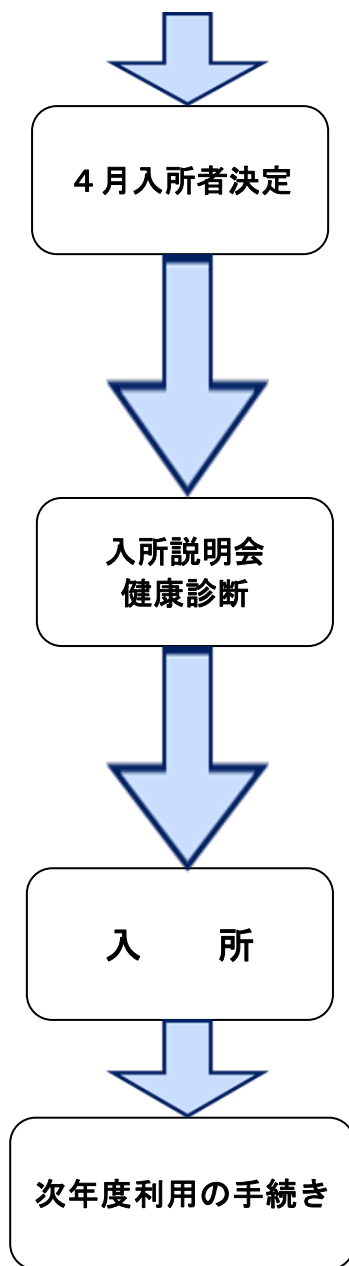 ４月入所者決定
入所説明会
健康診断
入　　所
次年度利用の手続き